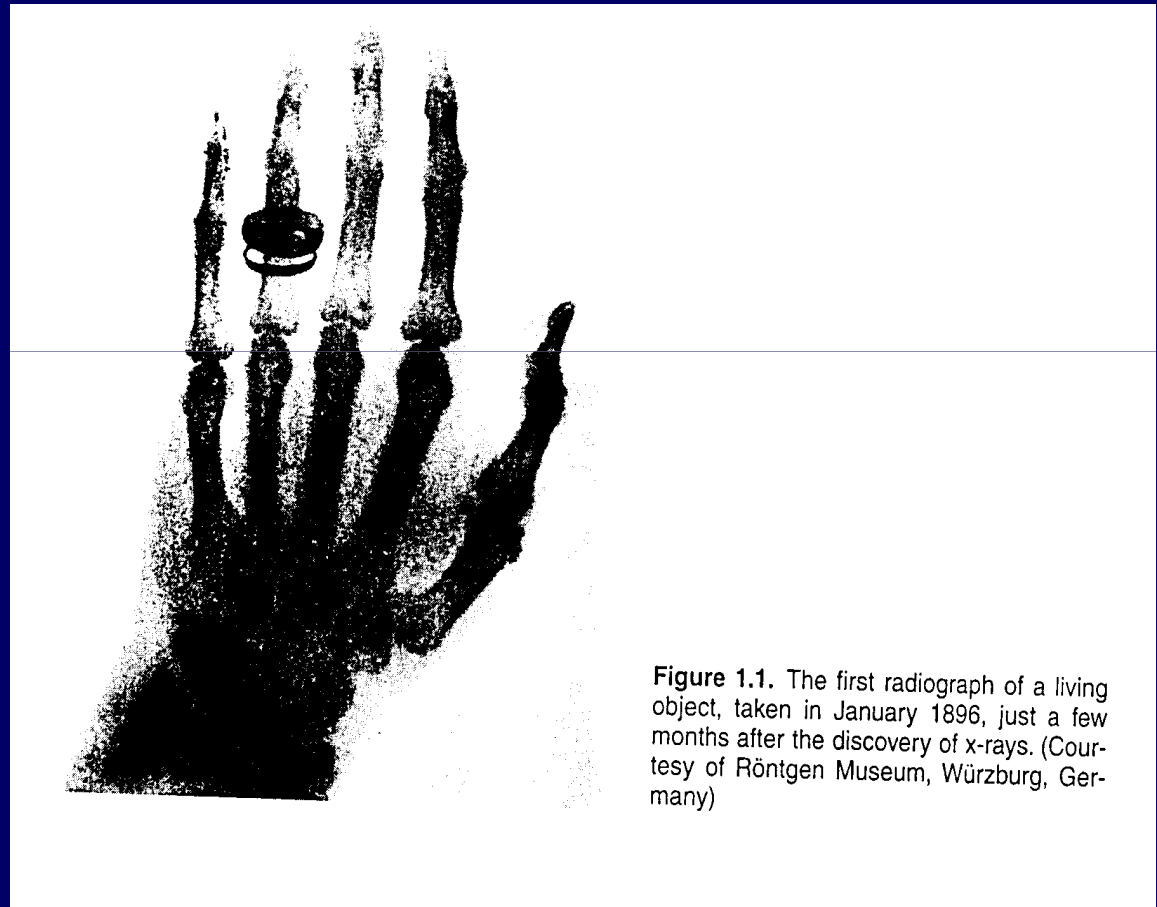 Figure 1.1. The first radiograph of a living
object, taken in January 1896, just a few
months after the discovery of x-rays. (Cour-
tesy of Röntgen Museum, Würzburg, Ger-
many)